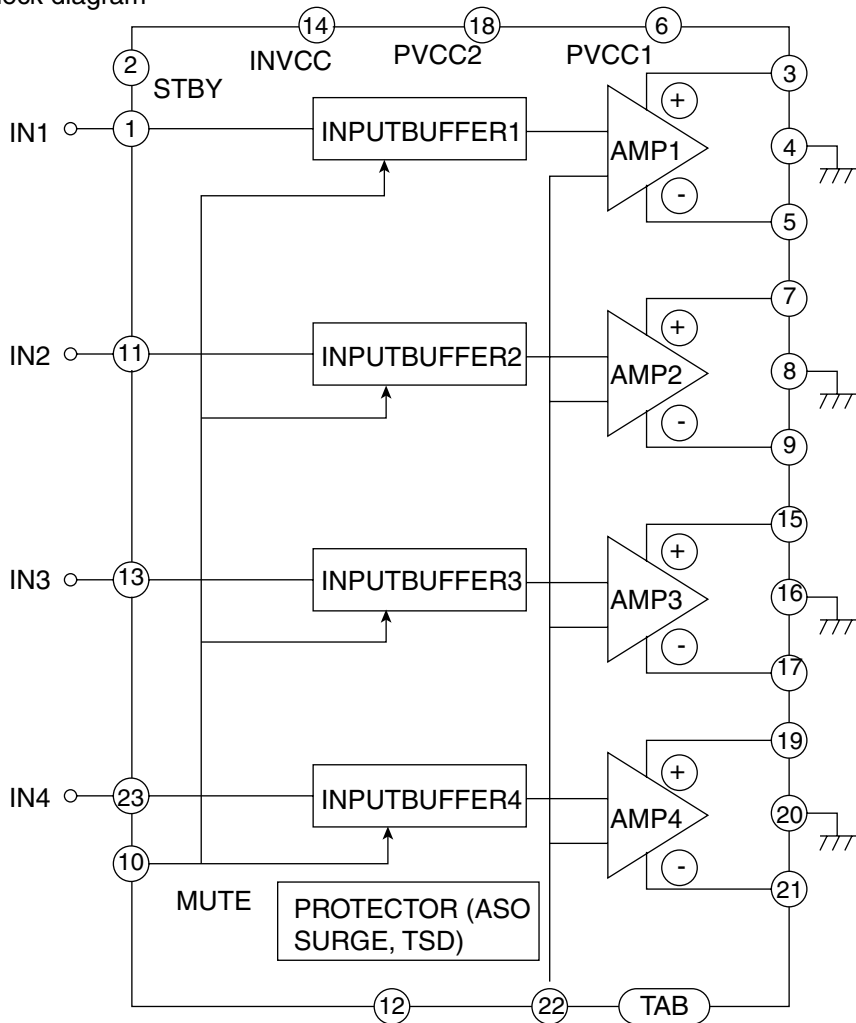 14
18
6
2
INVCC
PVCC2
PVCC1
3
STBY
+
IN1
1
INPUTBUFFER1
AMP1
4
-
5
7
+
IN2
11
INPUTBUFFER2
AMP2
8
-
9
15
+
IN3
13
INPUTBUFFER3
AMP3
16
-
17
19
+
IN4
23
INPUTBUFFER4
AMP4
20
10
-
21
MUTE
PROTECTOR (ASO
SURGE, TSD)
12
22
TAB